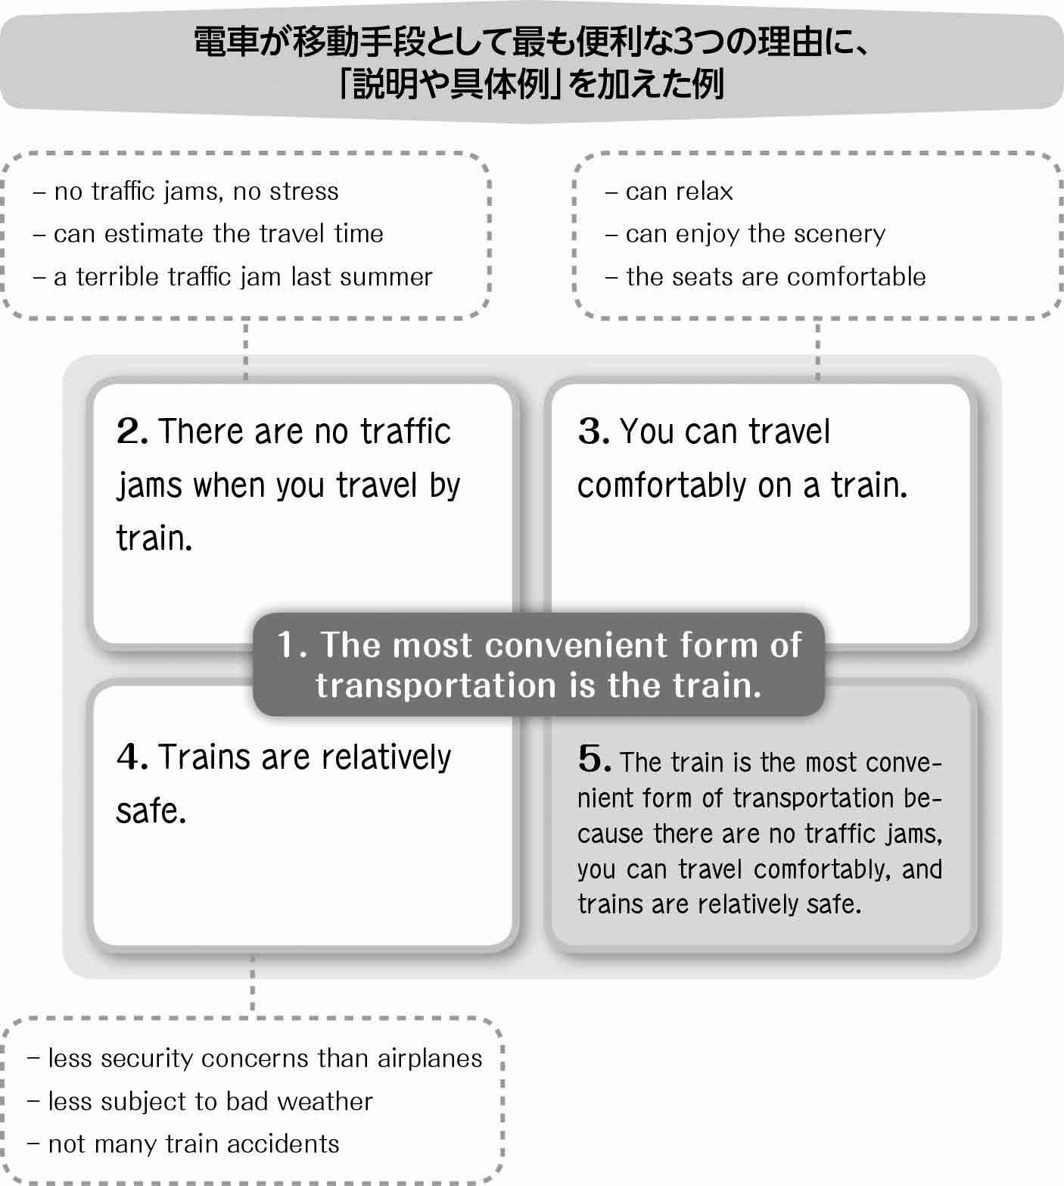 電車が移動手段として最も便利な3つの理由に、
「説明や具体例」を加えた例
– no traffic jams, no stress
– can estimate the travel time
– a terrible traffic jam last summer
– can relax
– can enjoy the scenery
– the seats are comfortable
2. There are no traffic
jams when you travel by
train.
3. You can travel
comfortably on a train.
1. The most convenient form of
transportation is the train.
4. Trains are relatively
safe.
5. The train is the most conve-
nient form of transportation be-
cause there are no traffic jams,
you can travel comfortably, and
trains are relatively safe.
– less security concerns than airplanes
– less subject to bad weather
– not many train accidents